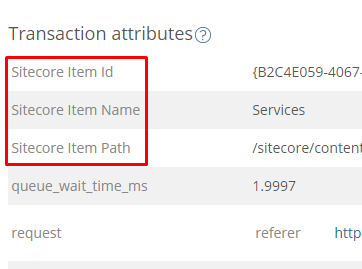 Transaction attributes ?
Sitecore Item Id {B2C4E059-4067-
Sitecore Item Name Services
Sitecore Item Path /sitecore/content
queue_wait_time_ms 1.9997
request referer http